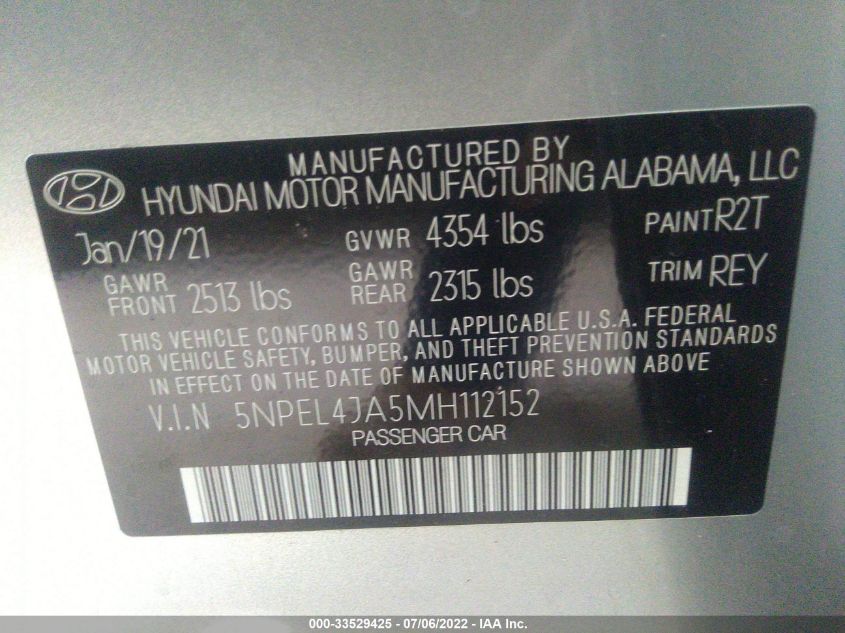 MANUFACTURED BY
HYUNDAI MOTOR MANUFACTURING ALABAMA, LLC
Jan/19/21 GVWR 4354 lbs PAINT R2T
GAWR FRONT 2513 lbs GAWR REAR 2315 lbs TRIM REY
THIS VEHICLE CONFORMS TO ALL APPLICABLE U.S.A. FEDERAL
MOTOR VEHICLE SAFETY, BUMPER, AND THEFT PREVENTION STANDARDS
IN EFFECT ON THE DATE OF MANUFACTURE SHOWN ABOVE
V.I.N 5NPEL4JA5MH112152
PASSENGER CAR
000-33529425 - 07/06/2022 - IAA Inc.